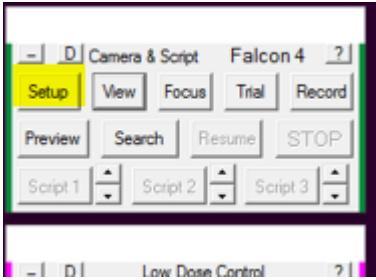 - D Camera & Script Falcon 4 ?
Setup View Focus Trial Record
Preview Search Resume STOP
Script 1 Script 2 Script 3
- D Low Dose Control ?